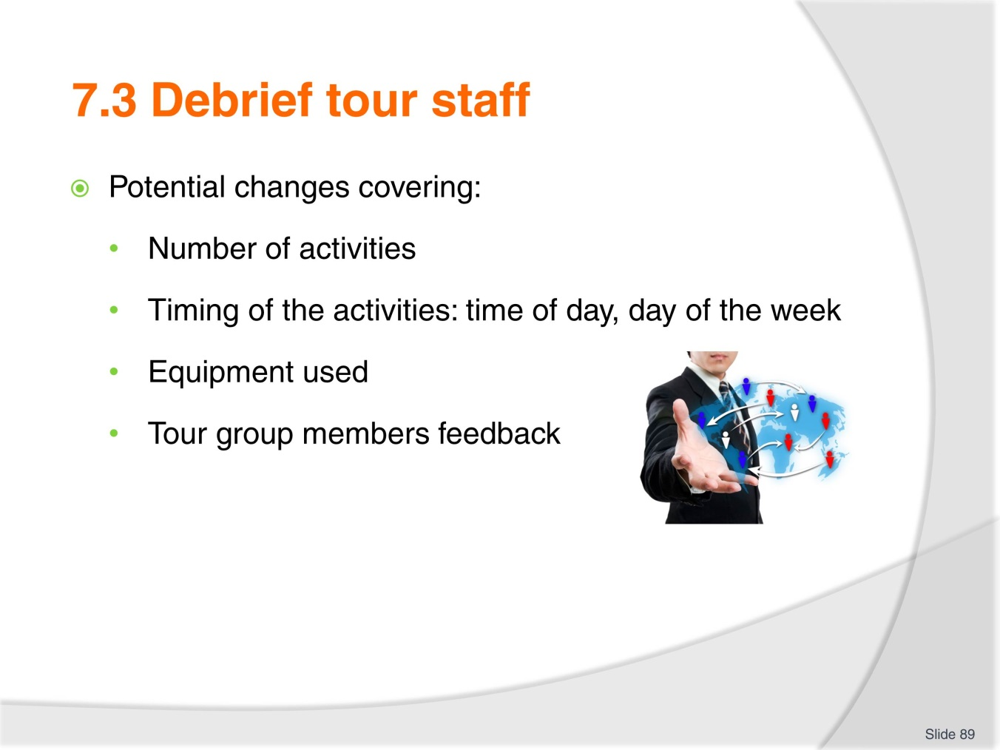 7.3 Debrief tour staff
Potential changes covering:
• Number of activities
• Timing of the activities: time of day, day of the week
• Equipment used
• Tour group members feedback
Slide 89